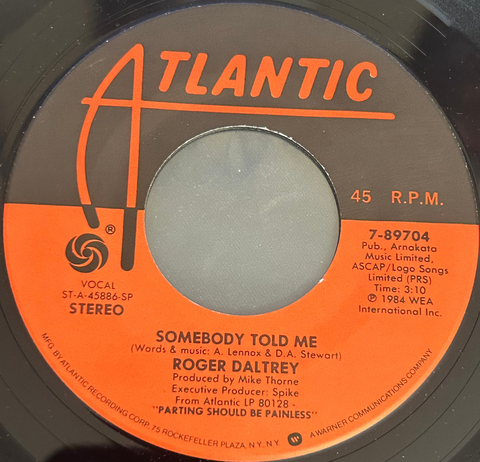 ATLANTIC
®
45 R.P.M.
7-89704
Pub., Arnakata
Music Limited,
ASCAP/Logo Songs
Limited (PRS)
Time: 3:10
℗ 1984 WEA
International Inc.
VOCAL
ST-A-45886-SP
STEREO
SOMEBODY TOLD ME
(Words & music: A. Lennox & D.A. Stewart)
ROGER DALTREY
Produced by Mike Thorne
Executive Producer: Spike
From Atlantic LP 80128 -
"PARTING SHOULD BE PAINLESS"
MFG BY ATLANTIC RECORDING CORP. 75 ROCKEFELLER PLAZA, N.Y. N.Y. W A WARNER COMMUNICATIONS COMPANY